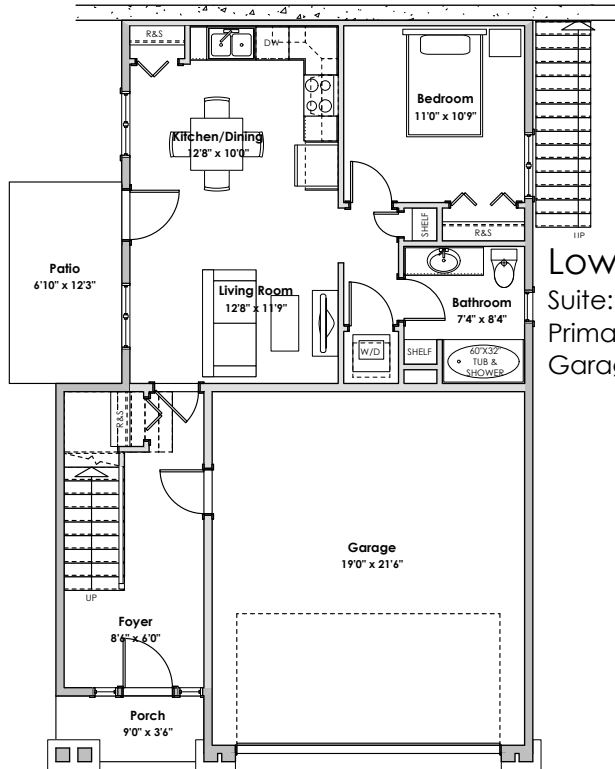 R&S
DW
Bedroom
11'0" x 10'9"
Kitchen/Dining
12'8" x 10'0"
SHELF
R&S
UP
Patio
6'10" x 12'3"
Living Room
12'8" x 11'9"
Bathroom
7'4" x 8'4"
Low
Suite:
Prima
Garag
W/D
SHELF
60"X32"
TUB &
SHOWER
R&S
UP
Garage
19'0" x 21'6"
Foyer
8'6" x 6'0"
Porch
9'0" x 3'6"